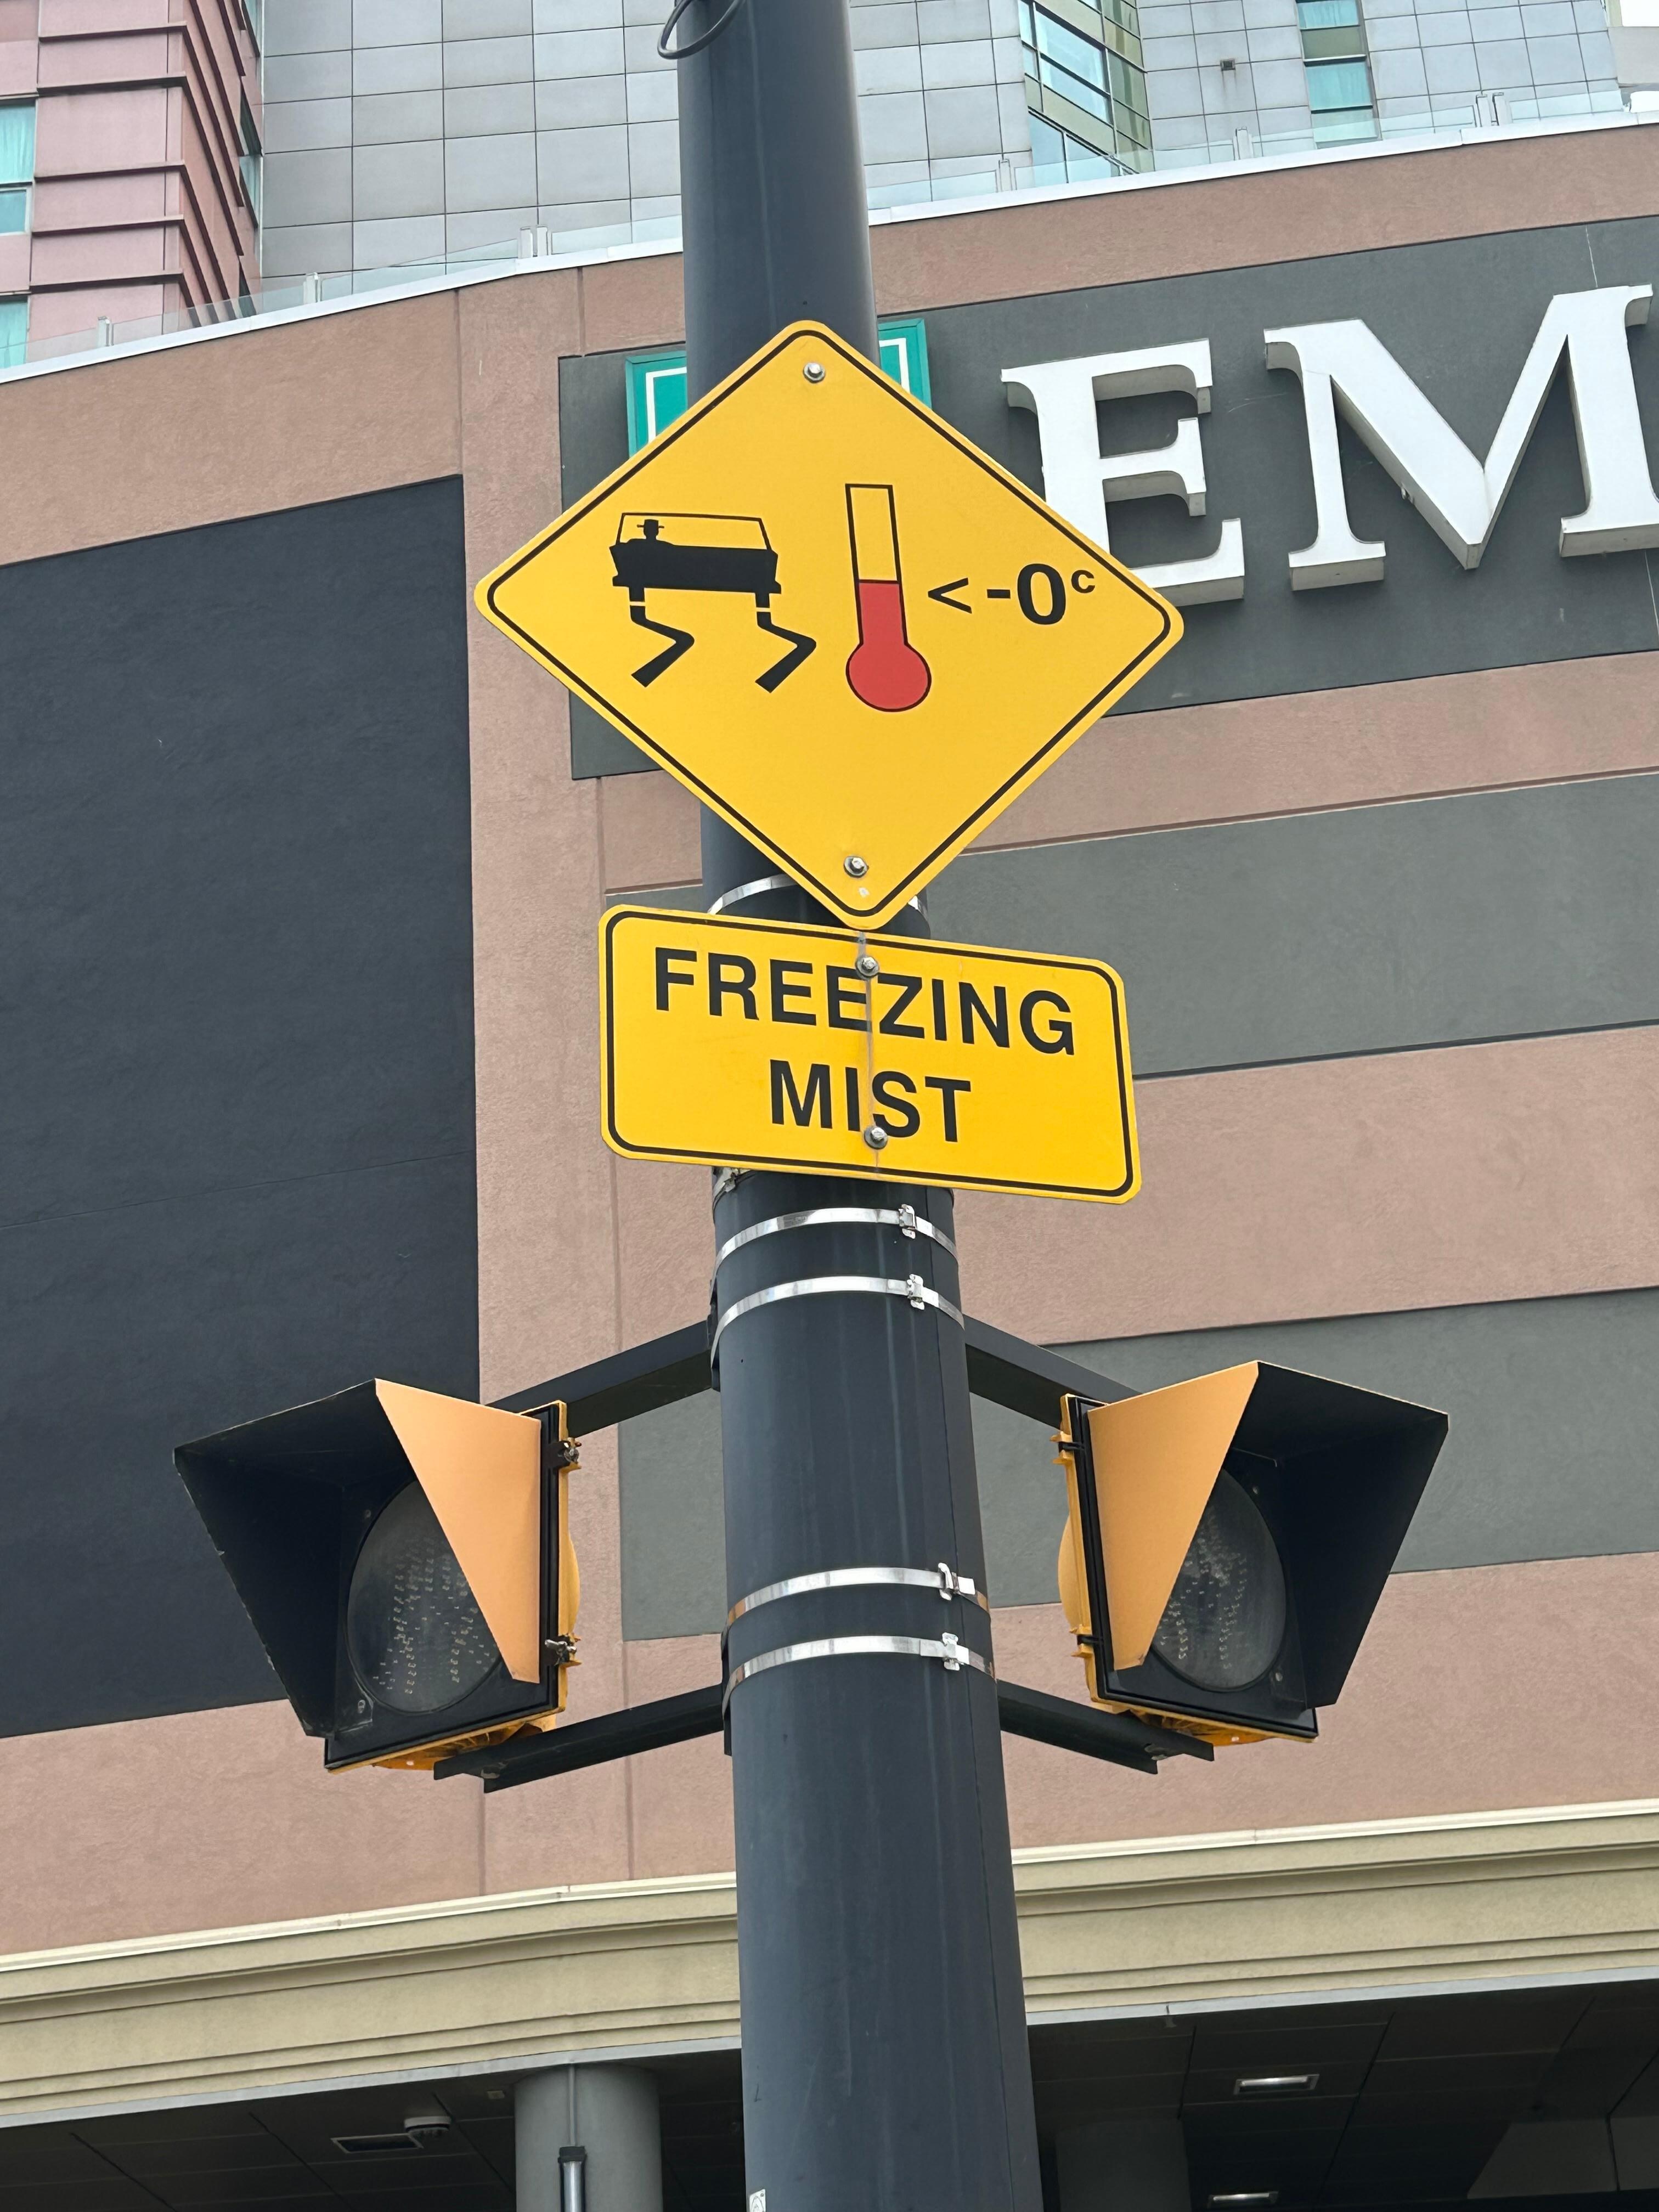 EM
< -0c
FREEZING
MIST